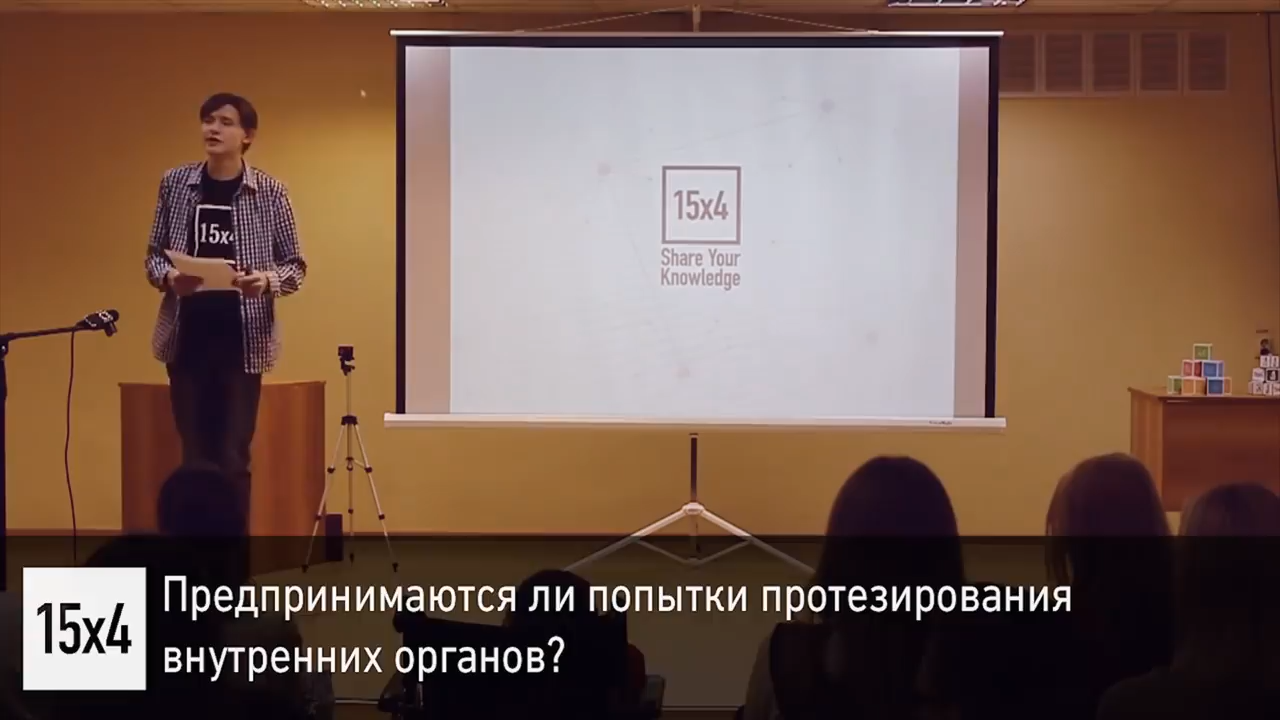 15x4
15x4
Share Your
Knowledge
15x4
Предпринимаются ли попытки протезирования
внутренних органов?